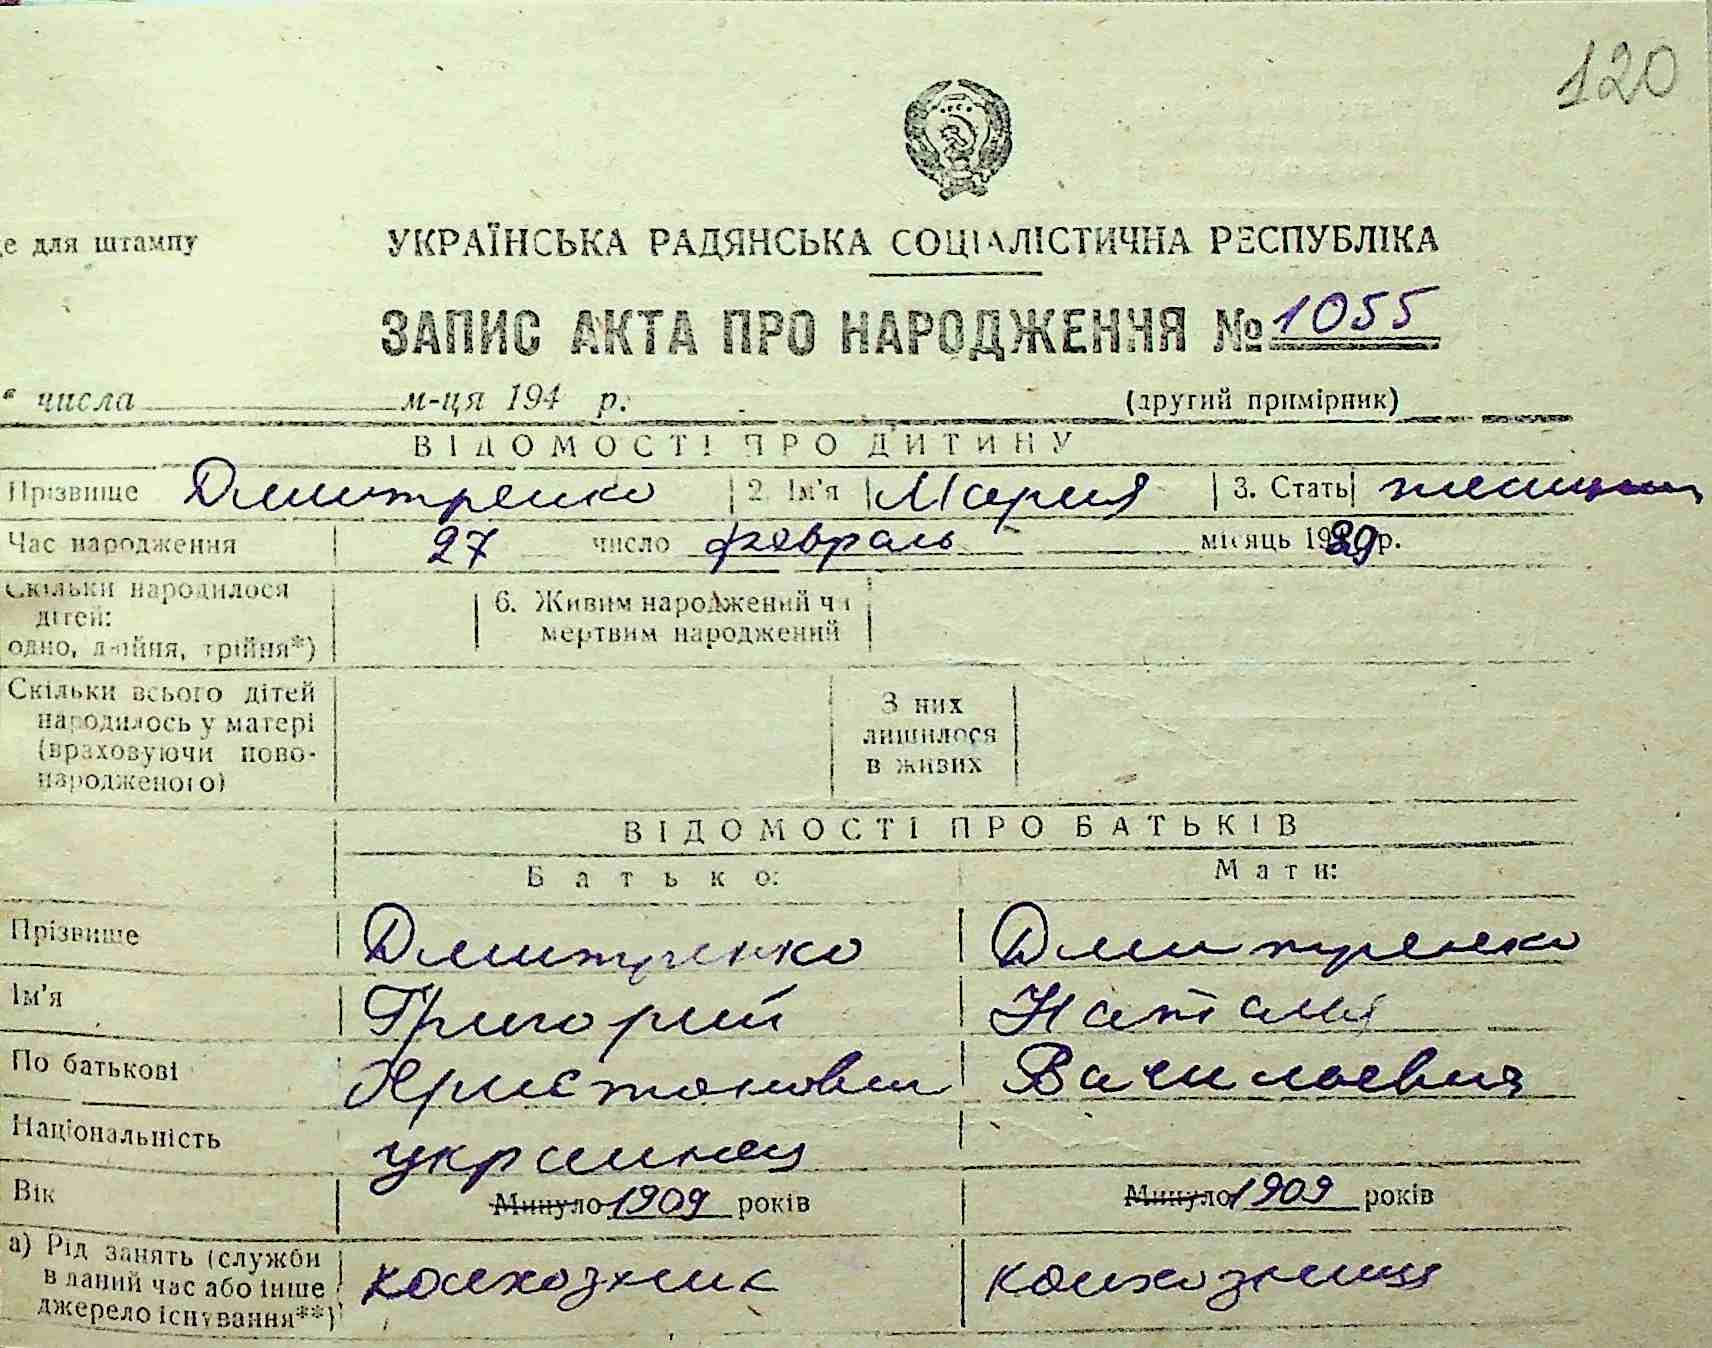 120
е для штампу
УКРАЇНСЬКА РАДЯНСЬКА СОЦІАЛІСТИЧНА РЕСПУБЛІКА
ЗАПИС АКТА ПРО НАРОДЖЕННЯ № 1055
" числа м-ця 194 р. (другий примірник)
ВІДОМОСТІ ПРО ДИТИНУ
Прізвище Дмитренко 2. Ім'я Мария 3. Стать
Час народження 27 число февраль місяць 1939 р.
Скільки народилося дітей: одно, двійня, трійня*) 6. Живим народжений чи мертвим народжений
Скільки всього дітей народилось у матері (враховуючи новонародженого) З них лишилося в живих
ВІДОМОСТІ ПРО БАТЬКІВ
Батько: Мати:
Прізвище Дмитренко Дмитренко
Ім'я Григорий Наталия
По батькові Васильевна
Національність украинец
Вік Минуло 1909 років Минуло 1909 років
а) Рід занять (служби в даний час або інше джерело існування**) колхозник колхозница